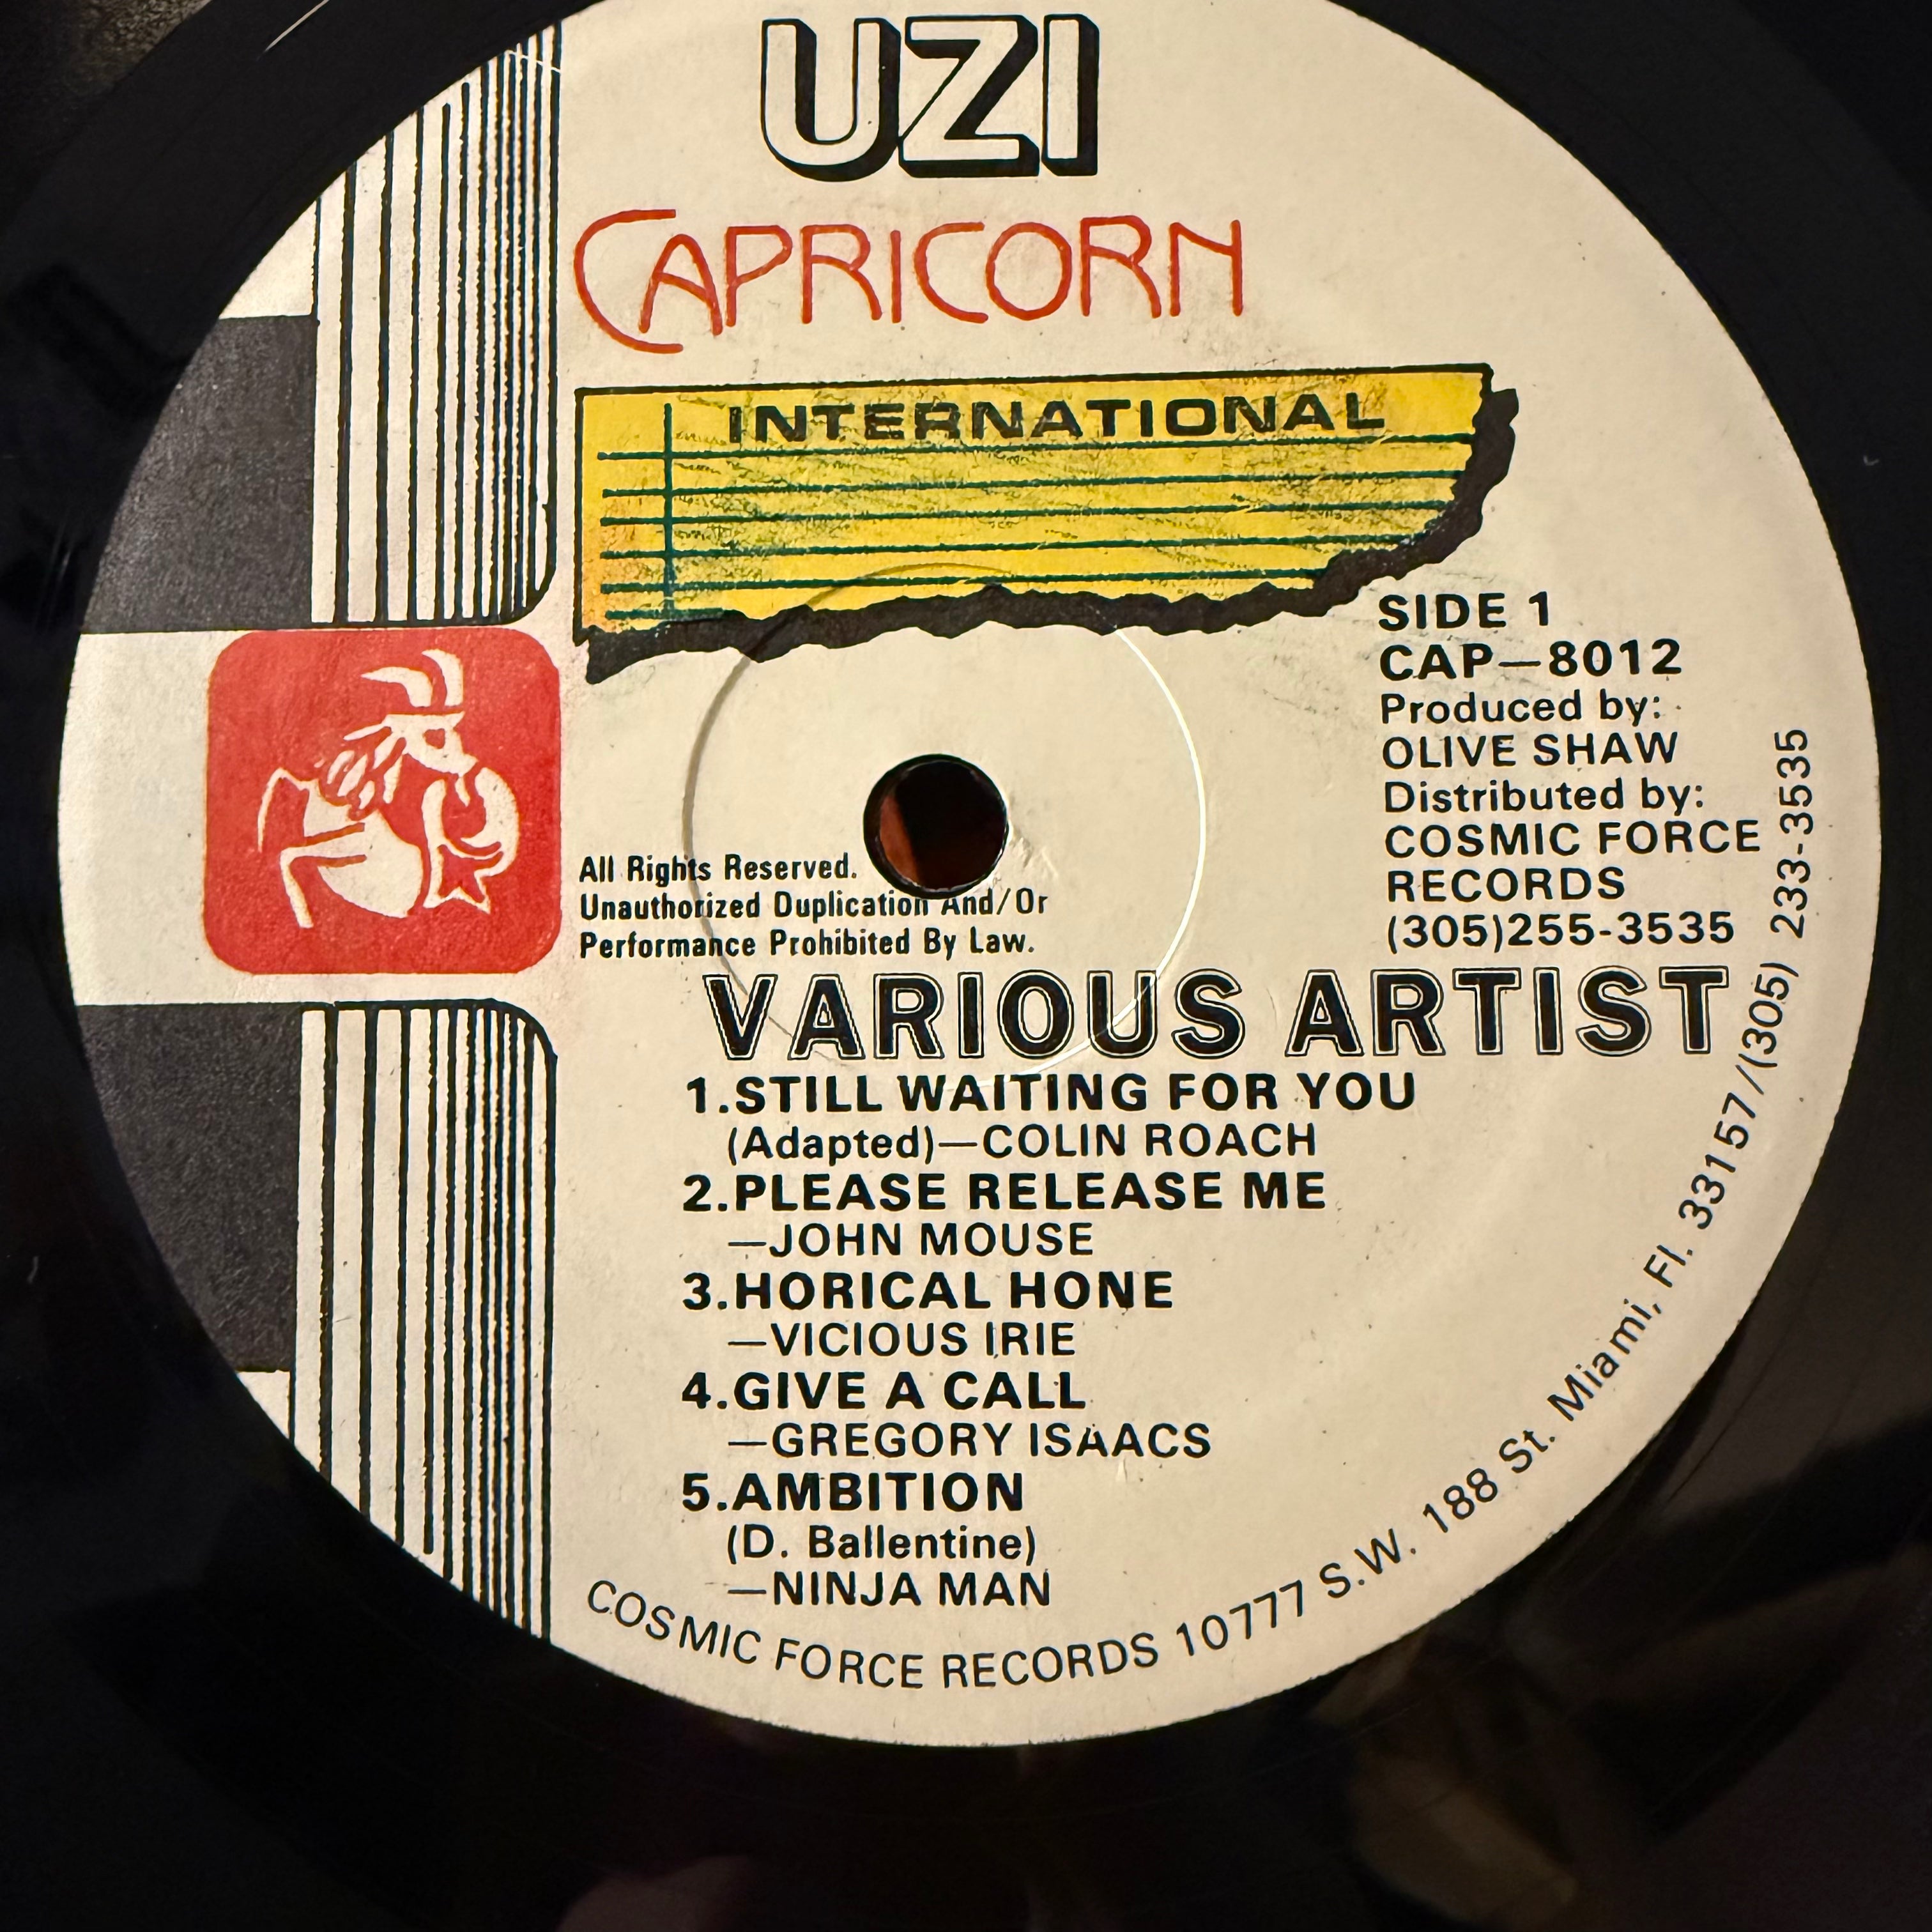 UZI
CAPRICORN
INTERNATIONAL
SIDE 1
CAP—8012
Produced by:
OLIVE SHAW
Distributed by:
COSMIC FORCE
RECORDS
(305)255-3535
All Rights Reserved.
Unauthorized Duplication And/Or
Performance Prohibited By Law.
VARIOUS ARTIST
1.STILL WAITING FOR YOU
(Adapted)—COLIN ROACH
2.PLEASE RELEASE ME
—JOHN MOUSE
3.HORICAL HONE
—VICIOUS IRIE
4.GIVE A CALL
—GREGORY ISAACS
5.AMBITION
(D. Ballentine)
—NINJA MAN
COSMIC FORCE RECORDS 10777 S.W. 188 St. Miami, Fl. 33157/(305) 233-3535